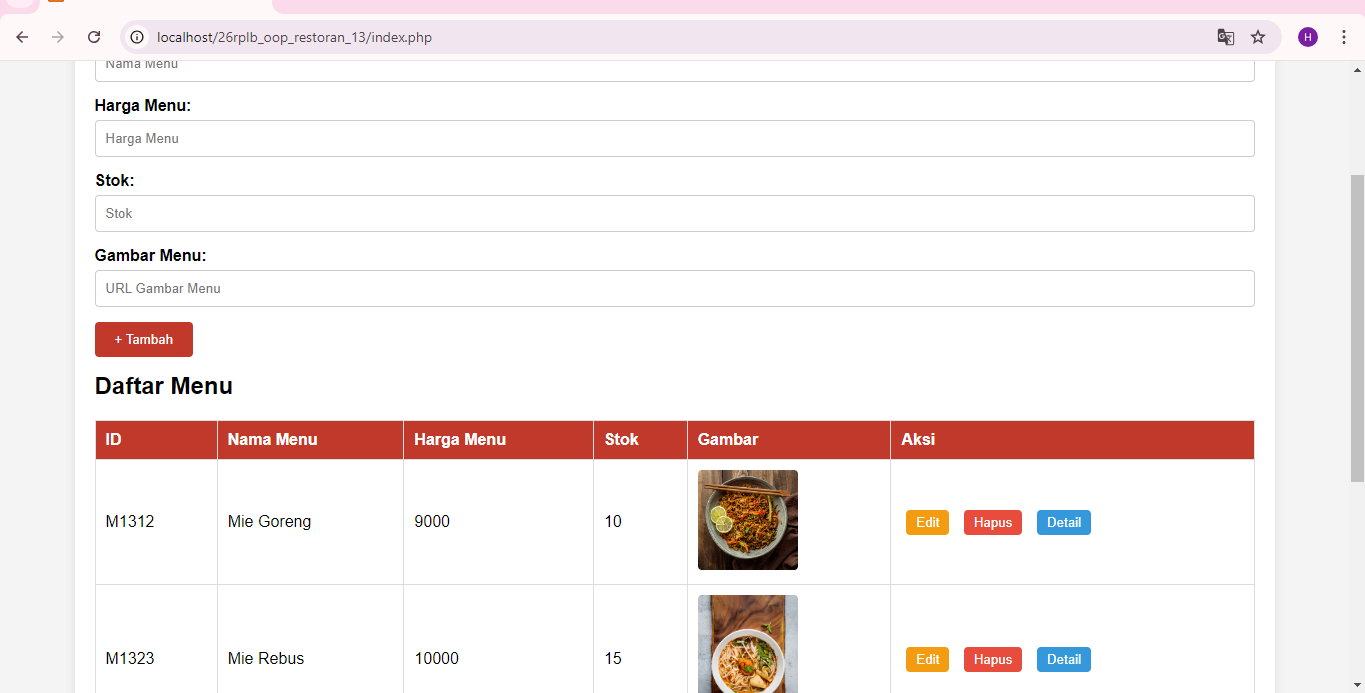 localhost/26rplb_oop_restoran_13/index.php
H
Nama Menu
Harga Menu:
Harga Menu
Stok:
Stok
Gambar Menu:
URL Gambar Menu
+ Tambah
Daftar Menu
ID Nama Menu Harga Menu Stok Gambar Aksi
M1312 Mie Goreng 9000 10 Edit Hapus Detail
M1323 Mie Rebus 10000 15 Edit Hapus Detail